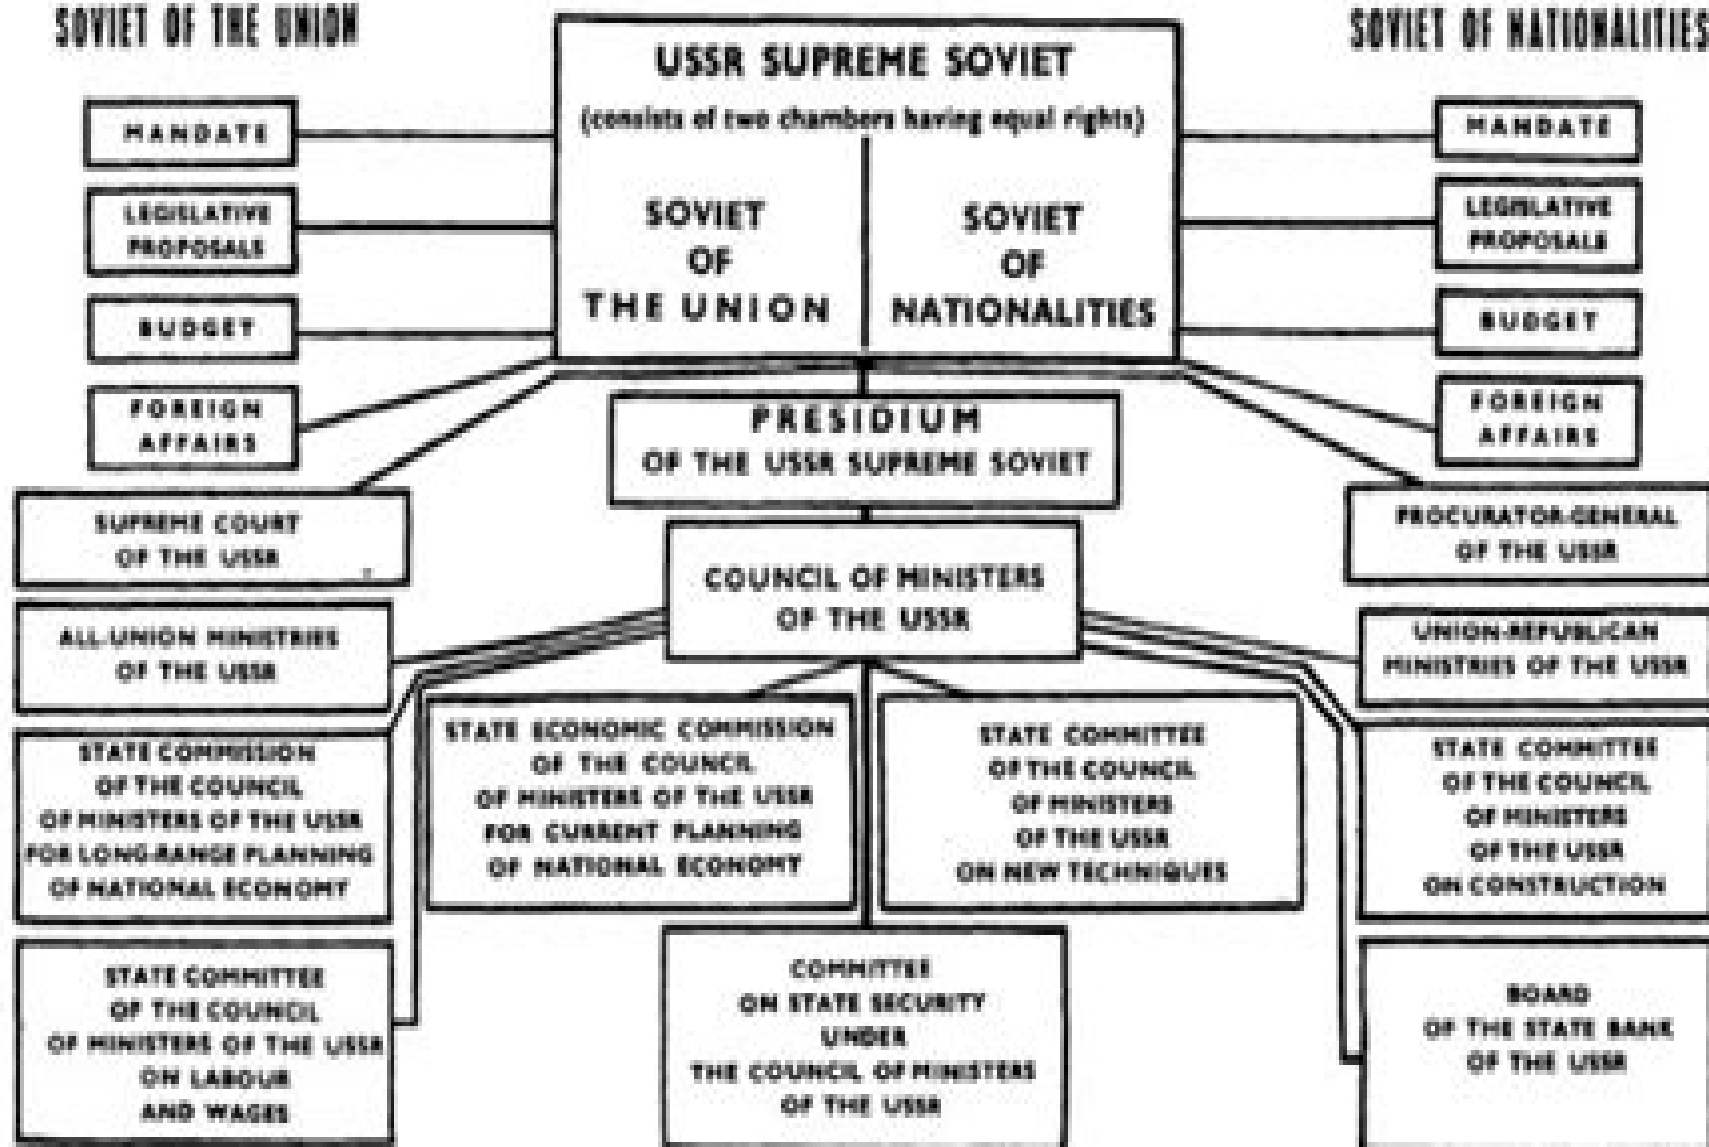 SOVIET OF THE UNION
SOVIET OF NATIONALITIES
USSR SUPREME SOVIET
(consists of two chambers having equal rights)
SOVIET
OF
THE UNION
SOVIET
OF
NATIONALITIES
MANDATE
LEGISLATIVE
PROPOSALS
BUDGET
FOREIGN
AFFAIRS
MANDATE
LEGISLATIVE
PROPOSALS
BUDGET
FOREIGN
AFFAIRS
PRESIDIUM
OF THE USSR SUPREME SOVIET
SUPREME COURT
OF THE USSR
PROCURATOR-GENERAL
OF THE USSR
COUNCIL OF MINISTERS
OF THE USSR
ALL-UNION MINISTRIES
OF THE USSR
UNION-REPUBLICAN
MINISTRIES OF THE USSR
STATE COMMISSION
OF THE COUNCIL
OF MINISTERS OF THE USSR
FOR LONG-RANGE PLANNING
OF NATIONAL ECONOMY
STATE ECONOMIC COMMISSION
OF THE COUNCIL
OF MINISTERS OF THE USSR
FOR CURRENT PLANNING
OF NATIONAL ECONOMY
STATE COMMITTEE
OF THE COUNCIL
OF MINISTERS
OF THE USSR
ON NEW TECHNIQUES
STATE COMMITTEE
OF THE COUNCIL
OF MINISTERS
OF THE USSR
ON CONSTRUCTION
STATE COMMITTEE
OF THE COUNCIL
OF MINISTERS OF THE USSR
ON LABOUR
AND WAGES
COMMITTEE
ON STATE SECURITY
UNDER
THE COUNCIL OF MINISTERS
OF THE USSR
BOARD
OF THE STATE BANK
OF THE USSR